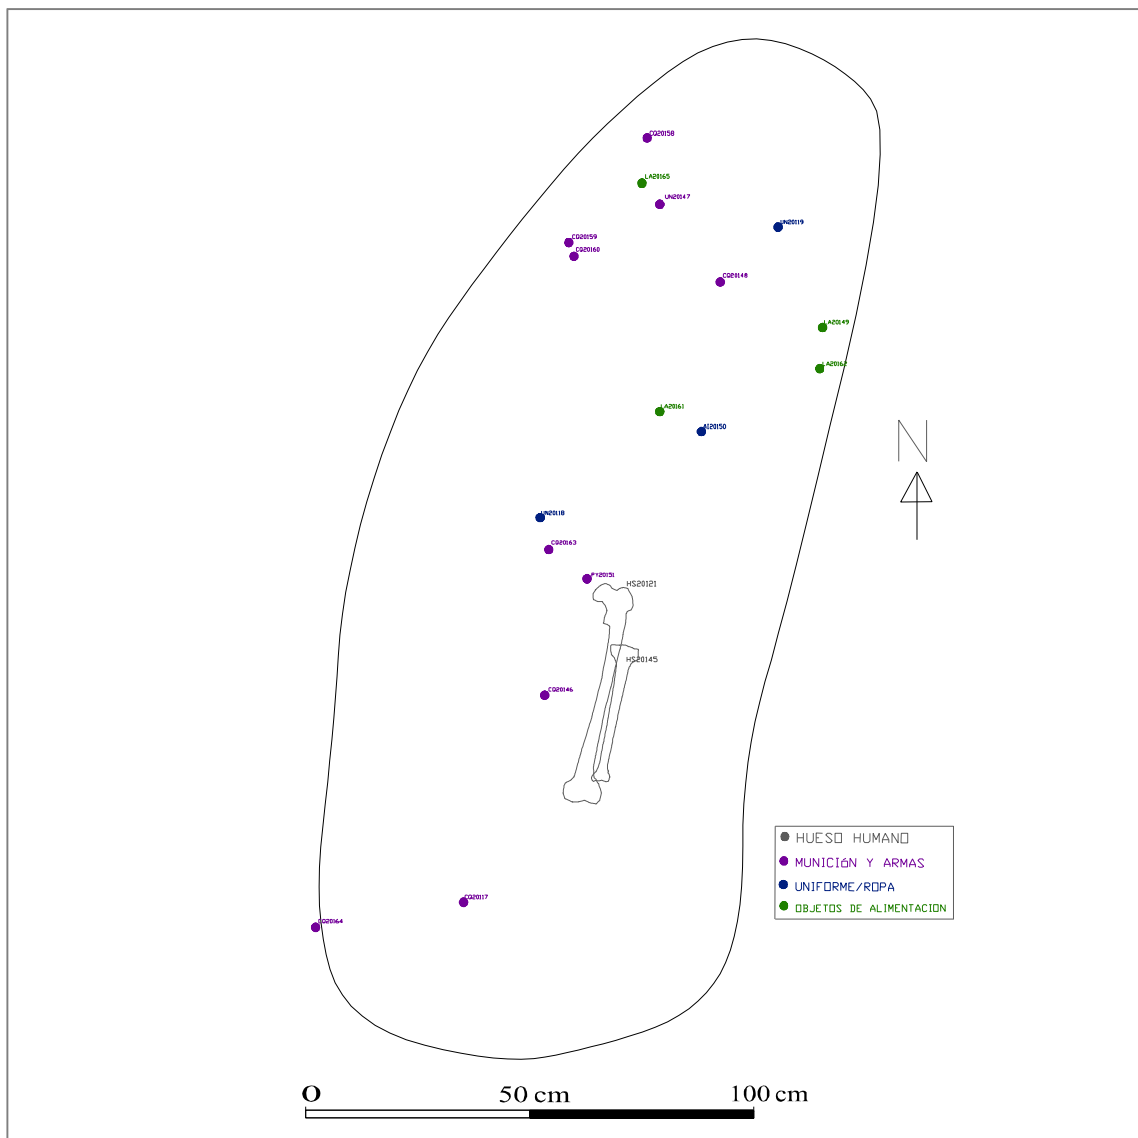 CQ20158
LA20165
UN20147
UN20119
CQ20159
CQ20160
CQ20148
LA20149
LA20162
LA20161
AI20150
N
UN20118
CQ20163
PY20151
HS20121
HS20145
CQ20146
HUESO HUMANO
MUNICIóN Y ARMAS
UNIFORME/ROPA
OBJETOS DE ALIMENTACION
CQ20117
CQ20164
O 50 cm 100 cm